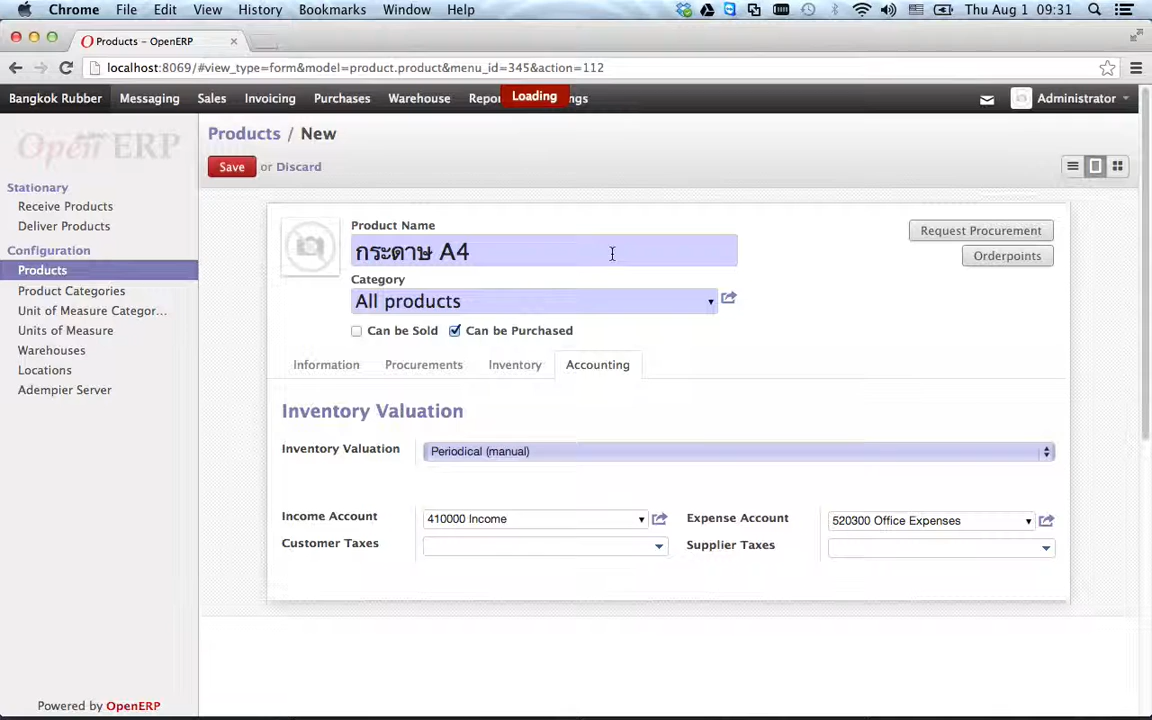 Chrome File Edit View History Bookmarks Window Help Thu Aug 1 09:31
Products – OpenERP
localhost:8069/#view_type=form&model=product.product&menu_id=345&action=112
Bangkok Rubber Messaging Sales Invoicing Purchases Warehouse Repo Loading ngs Administrator
Open ERP
Products / New
Save or Discard
Stationary
Receive Products
Deliver Products
Configuration
Products
Product Categories
Unit of Measure Categor...
Units of Measure
Warehouses
Locations
Adempier Server
Product Name
กระดาษ A4
Request Procurement
Orderpoints
Category
All products
Can be Sold Can be Purchased
Information Procurements Inventory Accounting
Inventory Valuation
Inventory Valuation Periodical (manual)
Income Account 410000 Income Expense Account 520300 Office Expenses
Customer Taxes Supplier Taxes
Powered by OpenERP